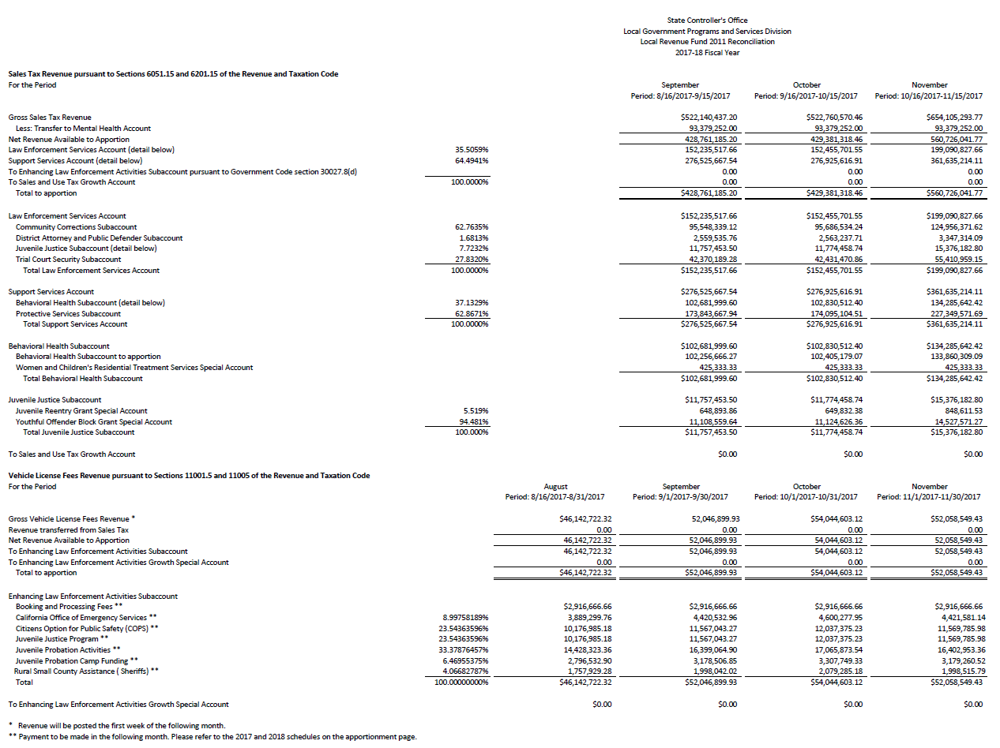 State Controller's Office
Local Government Programs and Services Division
Local Revenue Fund 2011 Reconciliation
2017-18 Fiscal Year
Sales Tax Revenue pursuant to Sections 6051.15 and 6201.15 of the Revenue and Taxation Code
For the Period September October November
Period: 8/16/2017-9/15/2017 Period: 9/16/2017-10/15/2017 Period: 10/16/2017-11/15/2017
Gross Sales Tax Revenue $522,140,437.20 $522,760,570.46 $654,105,293.77
Less: Transfer to Mental Health Account 93,379,252.00 93,379,252.00 93,379,252.00
Net Revenue Available to Apportion 428,761,185.20 429,381,318.46 560,726,041.77
Law Enforcement Services Account (detail below) 35.5059% 152,235,517.66 152,455,701.55 199,090,827.66
Support Services Account (detail below) 64.4941% 276,525,667.54 276,925,616.91 361,635,214.11
To Enhancing Law Enforcement Activities Subaccount pursuant to Government Code section 30027.8(d) 0.00 0.00 0.00
To Sales and Use Tax Growth Account 100.0000% 0.00 0.00 0.00
Total to apportion $428,761,185.20 $429,381,318.46 $560,726,041.77
Law Enforcement Services Account $152,235,517.66 $152,455,701.55 $199,090,827.66
Community Corrections Subaccount 62.7635% 95,548,339.12 95,686,534.24 124,956,371.62
District Attorney and Public Defender Subaccount 1.6813% 2,559,535.76 2,563,237.71 3,347,314.09
Juvenile Justice Subaccount (detail below) 7.7232% 11,757,453.50 11,774,458.74 15,376,182.80
Trial Court Security Subaccount 27.8320% 42,370,189.28 42,431,470.86 55,410,959.15
Total Law Enforcement Services Account 100.0000% $152,235,517.66 $152,455,701.55 $199,090,827.66
Support Services Account $276,525,667.54 $276,925,616.91 $361,635,214.11
Behavioral Health Subaccount (detail below) 37.1329% 102,681,999.60 102,830,512.40 134,285,642.42
Protective Services Subaccount 62.8671% 173,843,667.94 174,095,104.51 227,349,571.69
Total Support Services Account 100.0000% $276,525,667.54 $276,925,616.91 $361,635,214.11
Behavioral Health Subaccount $102,681,999.60 $102,830,512.40 $134,285,642.42
Behavioral Health Subaccount to apportion 102,256,666.27 102,405,179.07 133,860,309.09
Women and Children's Residential Treatment Services Special Account 425,333.33 425,333.33 425,333.33
Total Behavioral Health Subaccount $102,681,999.60 $102,830,512.40 $134,285,642.42
Juvenile Justice Subaccount $11,757,453.50 $11,774,458.74 $15,376,182.80
Juvenile Reentry Grant Special Account 5.519% 648,893.86 649,832.38 848,611.53
Youthful Offender Block Grant Special Account 94.481% 11,108,559.64 11,124,626.36 14,527,571.27
Total Juvenile Justice Subaccount 100.000% $11,757,453.50 $11,774,458.74 $15,376,182.80
To Sales and Use Tax Growth Account $0.00 $0.00 $0.00
Vehicle License Fees Revenue pursuant to Sections 11001.5 and 11005 of the Revenue and Taxation Code
For the Period August September October November
Period: 8/16/2017-8/31/2017 Period: 9/1/2017-9/30/2017 Period: 10/1/2017-10/31/2017 Period: 11/1/2017-11/30/2017
Gross Vehicle License Fees Revenue * $46,142,722.32 52,046,899.93 $54,044,603.12 $52,058,549.43
Revenue transferred from Sales Tax 0.00 0.00 0.00 0.00
Net Revenue Available to Apportion 46,142,722.32 52,046,899.93 54,044,603.12 52,058,549.43
To Enhancing Law Enforcement Activities Subaccount 46,142,722.32 52,046,899.93 54,044,603.12 52,058,549.43
To Enhancing Law Enforcement Activities Growth Special Account 0.00 0.00 0.00 0.00
Total to apportion $46,142,722.32 $52,046,899.93 $54,044,603.12 $52,058,549.43
Enhancing Law Enforcement Activities Subaccount
Booking and Processing Fees ** $2,916,666.66 $2,916,666.66 $2,916,666.66 $2,916,666.66
California Office of Emergency Services ** 8.99758189% 3,889,299.76 4,420,532.96 4,600,277.95 4,421,581.14
Citizens Option for Public Safety (COPS) ** 23.54363596% 10,176,985.18 11,567,043.27 12,037,375.23 11,569,785.98
Juvenile Justice Program ** 23.54363596% 10,176,985.18 11,567,043.27 12,037,375.23 11,569,785.98
Juvenile Probation Activities ** 33.37876457% 14,428,323.36 16,399,064.90 17,065,873.54 16,402,953.36
Juvenile Probation Camp Funding ** 6.46955375% 2,796,532.90 3,178,506.85 3,307,749.33 3,179,260.52
Rural Small County Assistance ( Sheriffs) ** 4.06682787% 1,757,929.28 1,998,042.02 2,079,285.18 1,998,515.79
Total 100.00000000% $46,142,722.32 $52,046,899.93 $54,044,603.12 $52,058,549.43
To Enhancing Law Enforcement Activities Growth Special Account $0.00 $0.00 $0.00 $0.00
* Revenue will be posted the first week of the following month.
** Payment to be made in the following month. Please refer to the 2017 and 2018 schedules on the apportionment page.